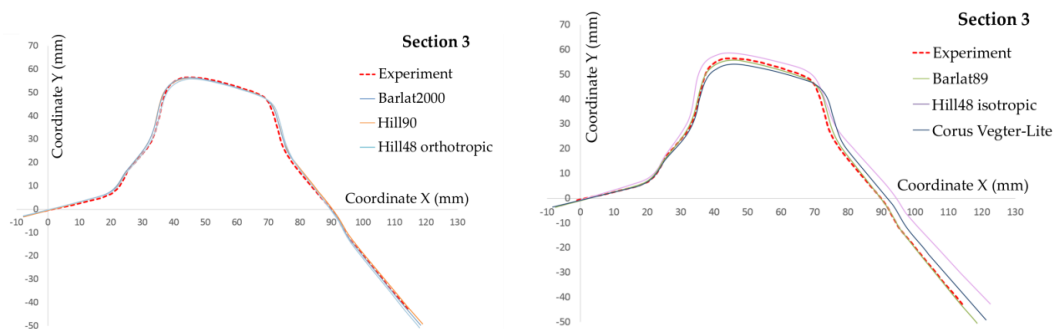 Section 3
Coordinate Y (mm)
70
60
50
40
30
20
10
0
-10
-20
-30
-40
-50
Experiment
Barlat2000
Hill90
Hill48 orthotropic
Coordinate X (mm)
-10 0 10 20 30 40 50 60 70 80 90 100 110 120 130
Section 3
Coordinate Y (mm)
70
60
50
40
30
20
10
0
-10
-20
-30
-40
-50
Experiment
Barlat89
Hill48 isotropic
Corus Vegter-Lite
Coordinate X (mm)
-10 0 10 20 30 40 50 60 70 80 90 100 110 120 130